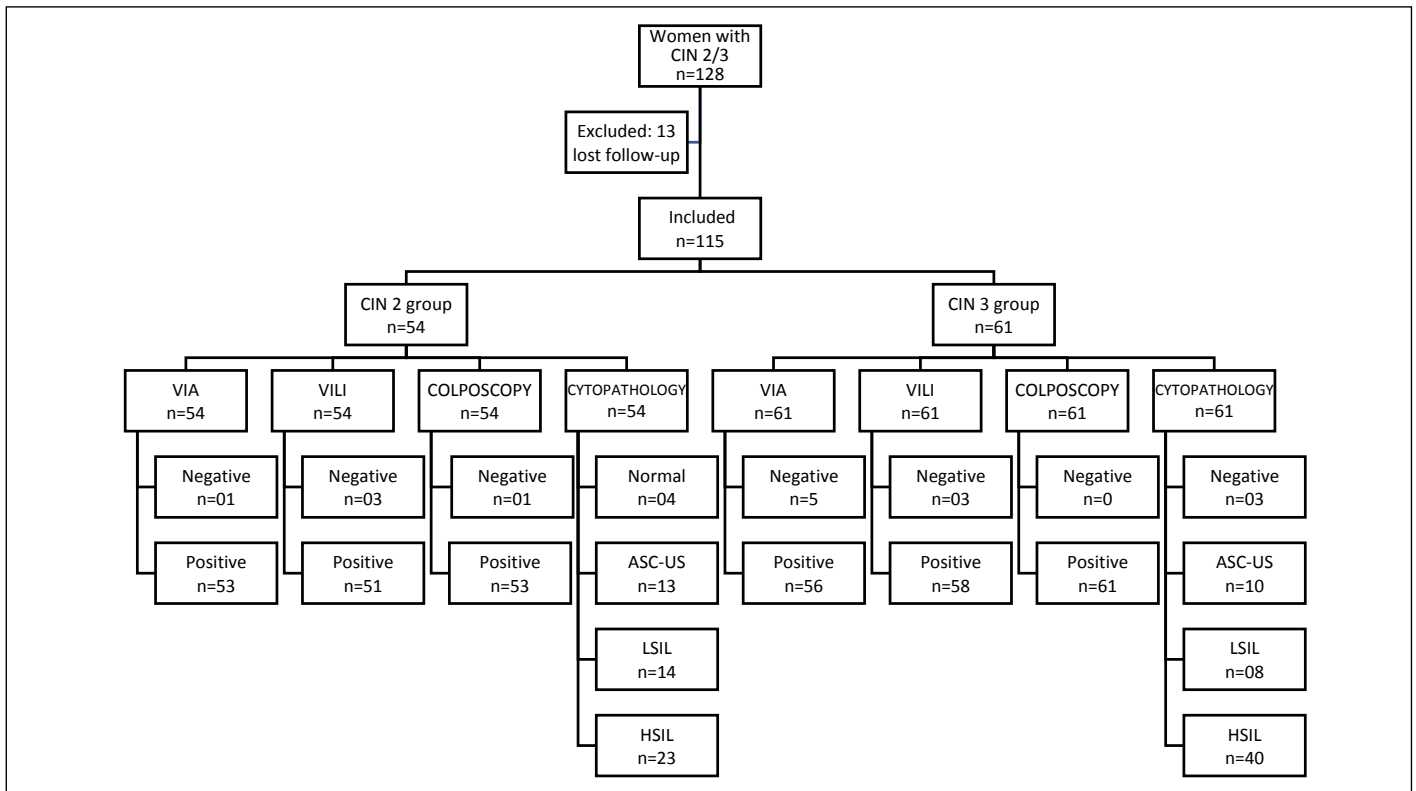 Women with
CIN 2/3
n=128
Excluded: 13
lost follow-up
Included
n=115
CIN 2 group
n=54
CIN 3 group
n=61
VIA
n=54
VILI
n=54
COLPOSCOPY
n=54
CYTOPATHOLOGY
n=54
VIA
n=61
VILI
n=61
COLPOSCOPY
n=61
CYTOPATHOLOGY
n=61
Negative
n=01
Negative
n=03
Negative
n=01
Normal
n=04
Negative
n=5
Negative
n=03
Negative
n=0
Negative
n=03
Positive
n=53
Positive
n=51
Positive
n=53
ASC-US
n=13
Positive
n=56
Positive
n=58
Positive
n=61
ASC-US
n=10
LSIL
n=14
LSIL
n=08
HSIL
n=23
HSIL
n=40